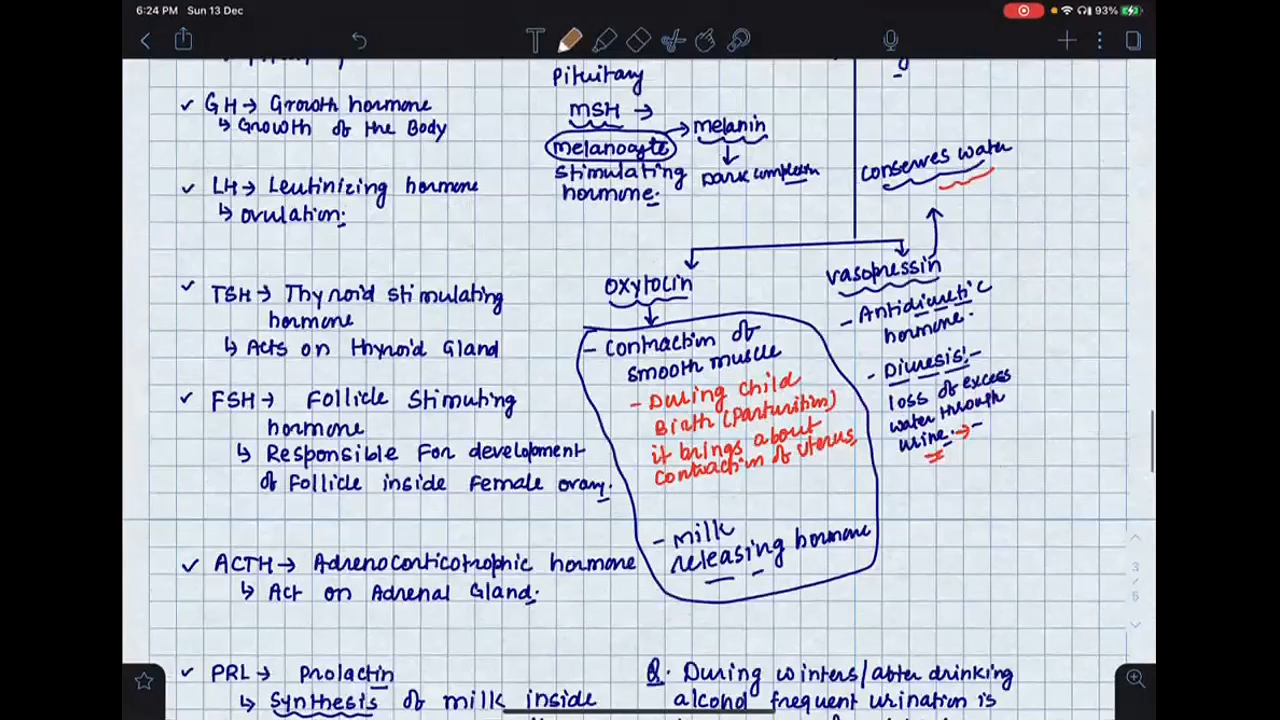 6:24 PM Sun 13 Dec
93%
GH → Growth hormone
↳ Growth of the Body
LH → Leutinizing hormone
↳ ovulation.
TSH → Thyroid stimulating
hormone
↳ Acts on thyroid Gland
FSH → Follicle Stimuting
hormone
↳ Responsible For development
of Follicle inside Female ovary.
ACTH → Adrenocorticotrophic hormone
↳ Act on Adrenal Gland.
PRL → Prolactin
↳ Synthesis of milk inside
Pituitary
MSH →
melanocyte → melanin
stimulating
hormone.
Dark complexn
oxytocin
- Contraction of
smooth muscle
- During Child
Birth (Parturition)
it brings about
Contraction of uterus
- milk
releasing hormone
conserves water
vasopressin
- Antidiuretic
hormone.
- Diuresis:-
loss of excess
water through
urine. → -
Q. During winters/after drinking
alcohol frequent urination is
3
6